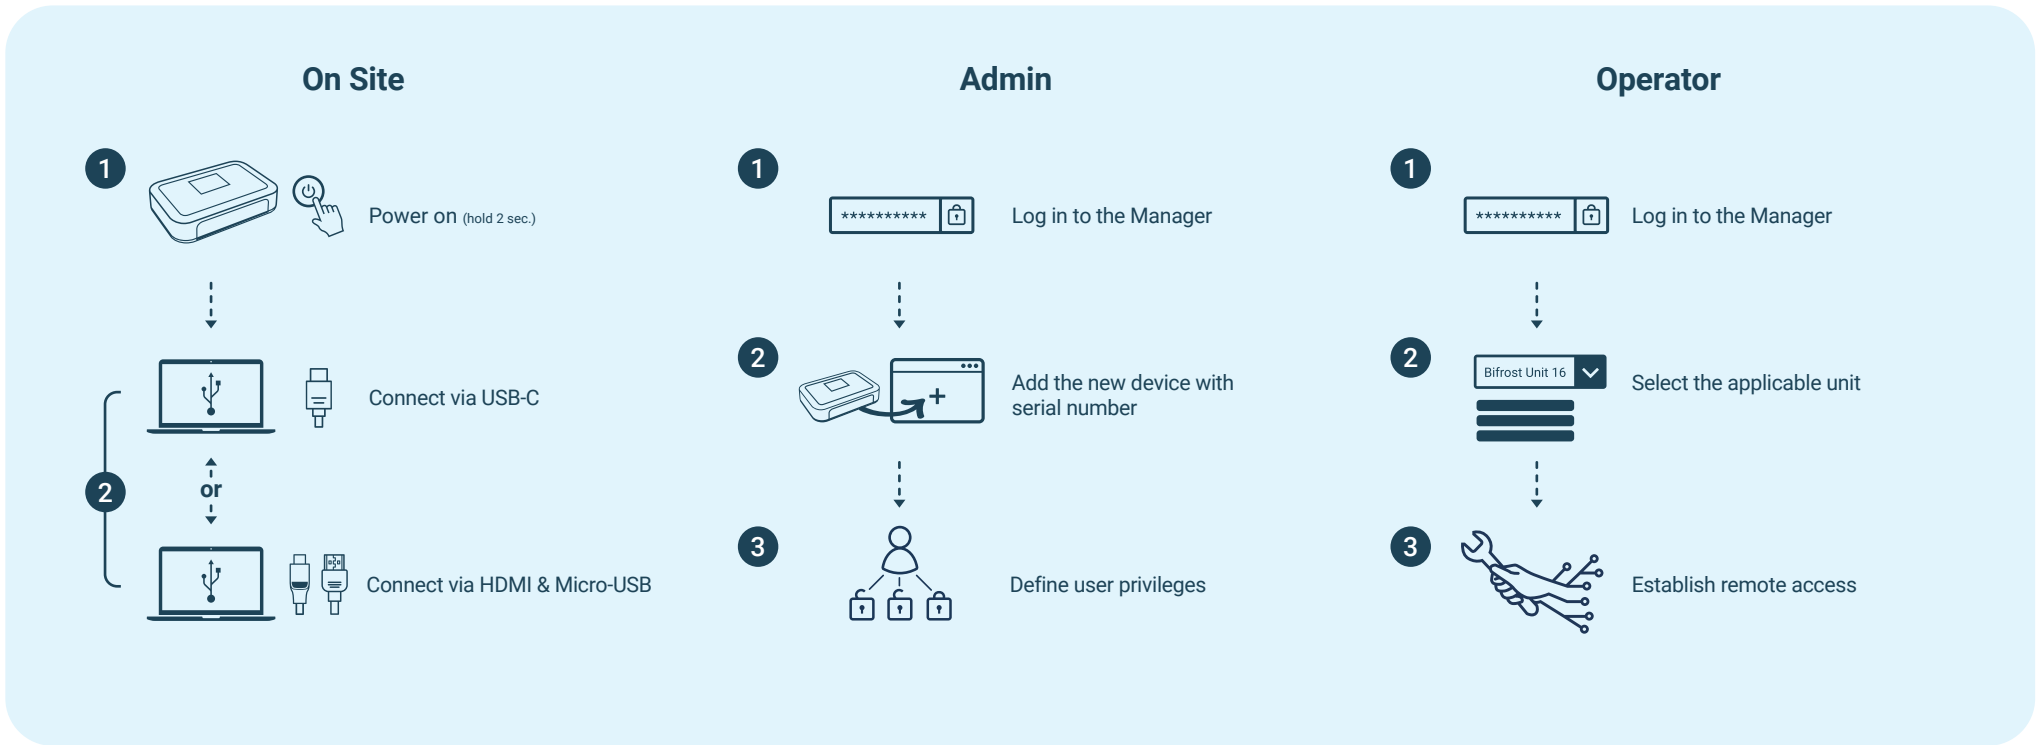 On Site
1
Power on (hold 2 sec.)
2
Connect via USB-C
or
Connect via HDMI & Micro-USB
Admin
1
**********
Log in to the Manager
2
Add the new device with
serial number
3
Define user privileges
Operator
1
**********
Log in to the Manager
2
Bifrost Unit 16
Select the applicable unit
3
Establish remote access